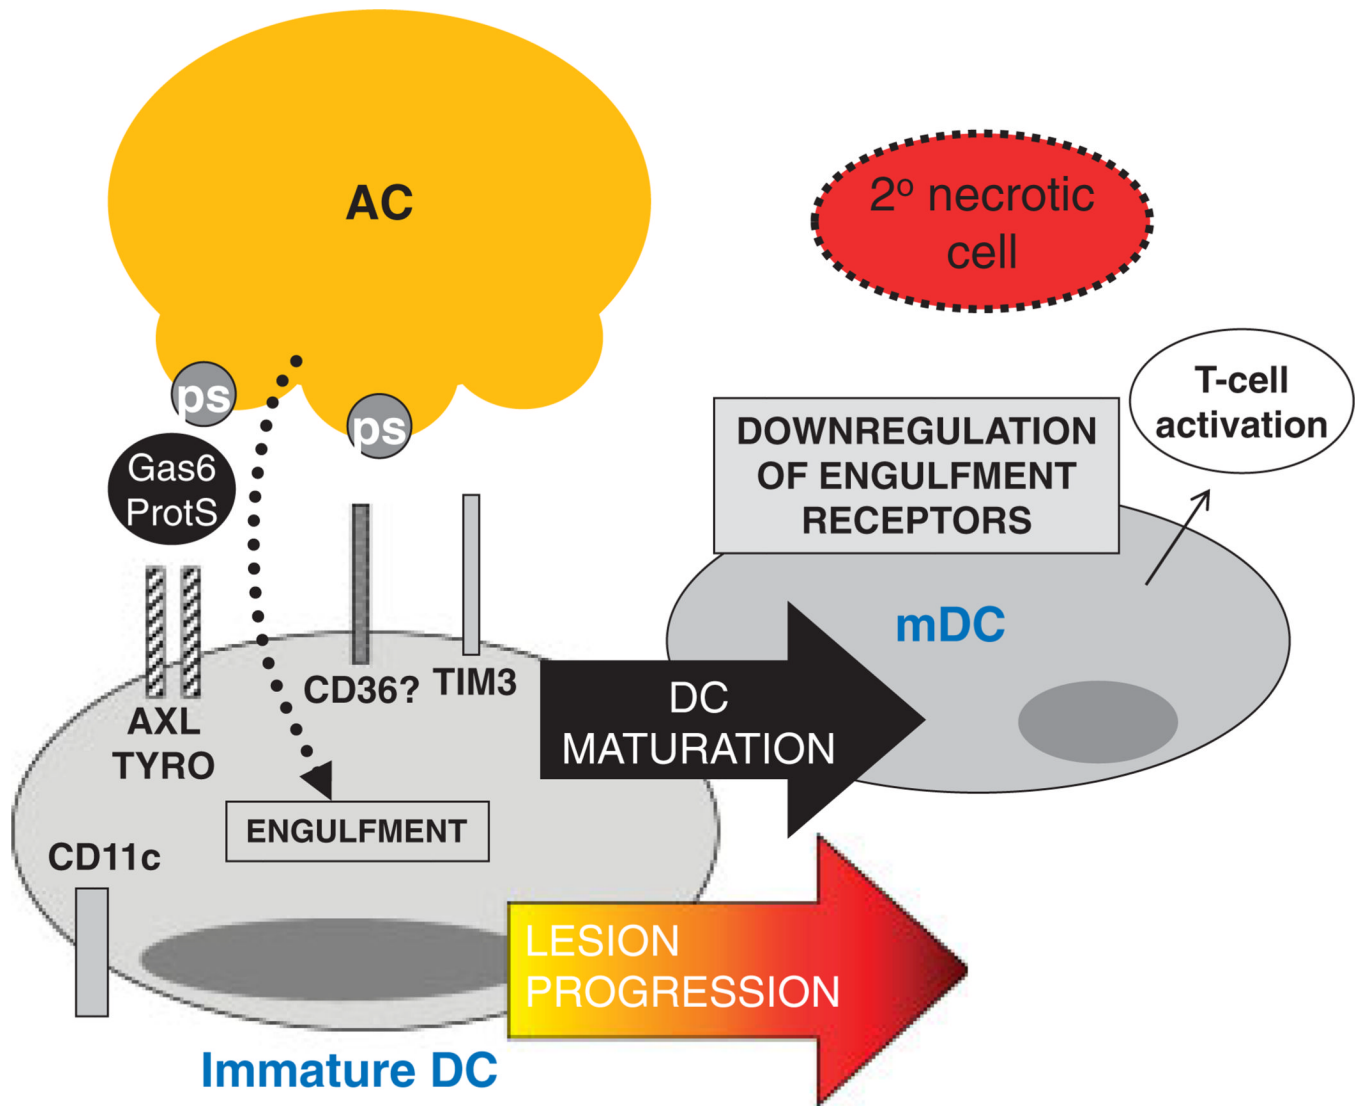 AC
2º necrotic
cell
ps
ps
Gas6
ProtS
T-cell
activation
DOWNREGULATION
OF ENGULFMENT
RECEPTORS
mDC
CD36?
TIM3
AXL
TYRO
DC
MATURATION
ENGULFMENT
CD11c
LESION
PROGRESSION
Immature DC